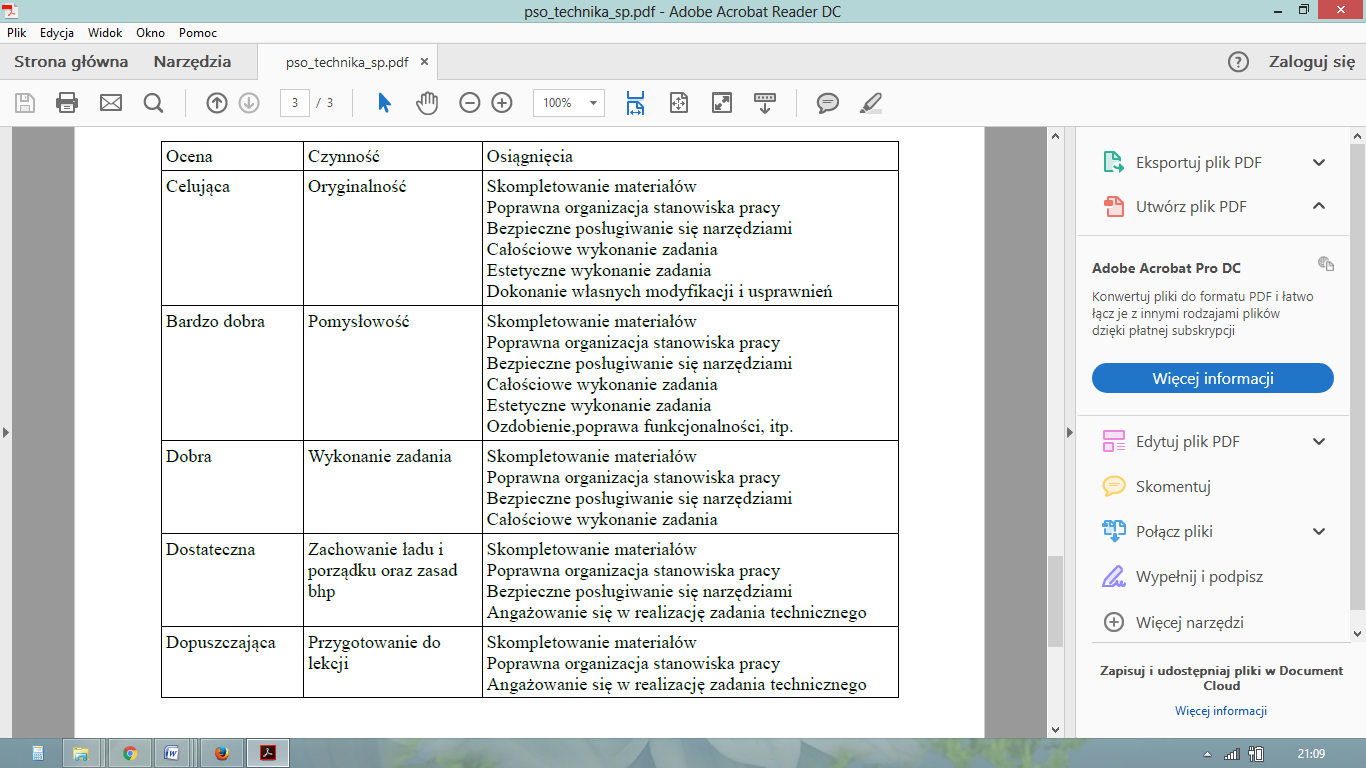 pso_technika_sp.pdf - Adobe Acrobat Reader DC
Plik Edycja Widok Okno Pomoc
Strona główna Narzędzia pso_technika_sp.pdf × Zaloguj się
3 / 3 100%
Ocena Czynność Osiągnięcia
Celująca Oryginalność Skompletowanie materiałów
Poprawna organizacja stanowiska pracy
Bezpieczne posługiwanie się narzędziami
Całościowe wykonanie zadania
Estetyczne wykonanie zadania
Dokonanie własnych modyfikacji i usprawnień
Bardzo dobra Pomysłowość Skompletowanie materiałów
Poprawna organizacja stanowiska pracy
Bezpieczne posługiwanie się narzędziami
Całościowe wykonanie zadania
Estetyczne wykonanie zadania
Ozdobienie,poprawa funkcjonalności, itp.
Dobra Wykonanie zadania Skompletowanie materiałów
Poprawna organizacja stanowiska pracy
Bezpieczne posługiwanie się narzędziami
Całościowe wykonanie zadania
Dostateczna Zachowanie ładu i Skompletowanie materiałów
porządku oraz zasad Poprawna organizacja stanowiska pracy
bhp Bezpieczne posługiwanie się narzędziami
Angażowanie się w realizację zadania technicznego
Dopuszczająca Przygotowanie do Skompletowanie materiałów
lekcji Poprawna organizacja stanowiska pracy
Angażowanie się w realizację zadania technicznego
Eksportuj plik PDF
Utwórz plik PDF
Adobe Acrobat Pro DC
Konwertuj pliki do formatu PDF i łatwo
łącz je z innymi rodzajami plików
dzięki płatnej subskrypcji
Więcej informacji
Edytuj plik PDF
Skomentuj
Połącz pliki
Wypełnij i podpisz
Więcej narzędzi
Zapisuj i udostępniaj pliki w Document
Cloud
Więcej informacji
21:09